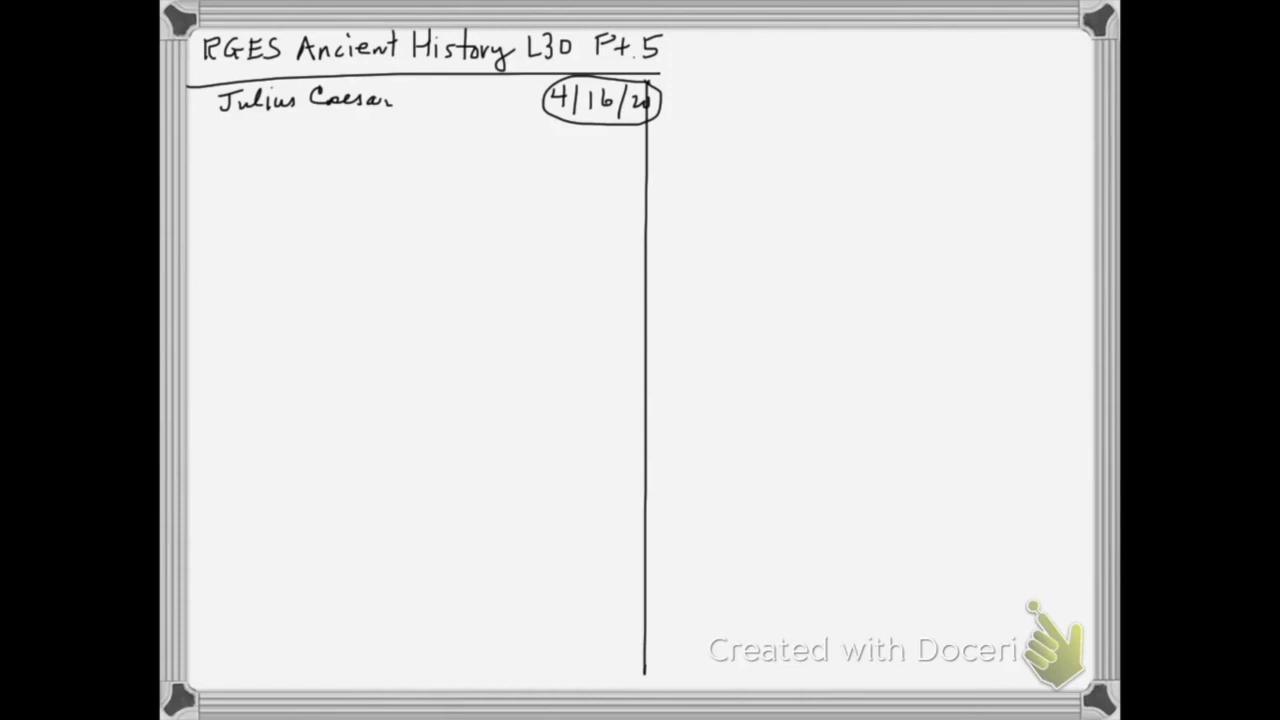 RGES Ancient History L30 Pt.5
Julius Caesar 4/16/20
Created with Doceri